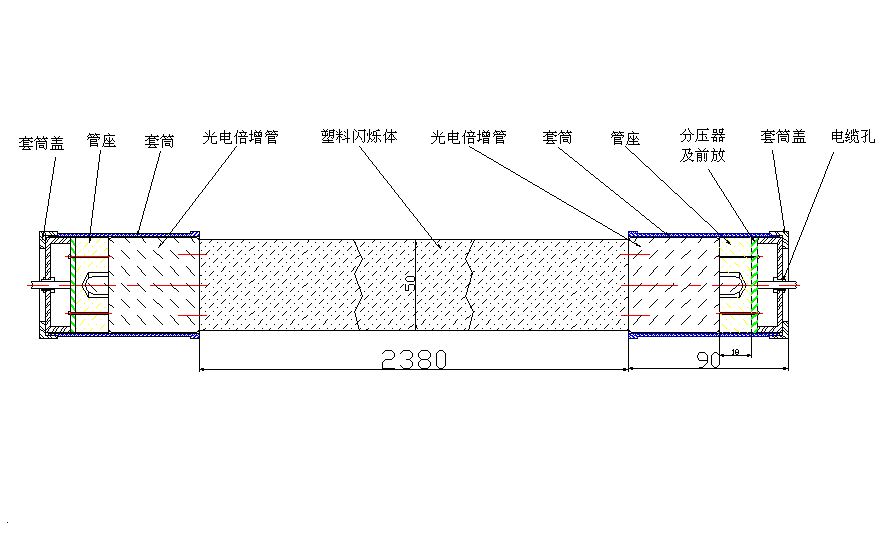 套筒盖
管座
套筒
光电倍增管
塑料闪烁体
光电倍增管
套筒
管座
分压器
及前放
套筒盖
电缆孔
50
2380
90
18